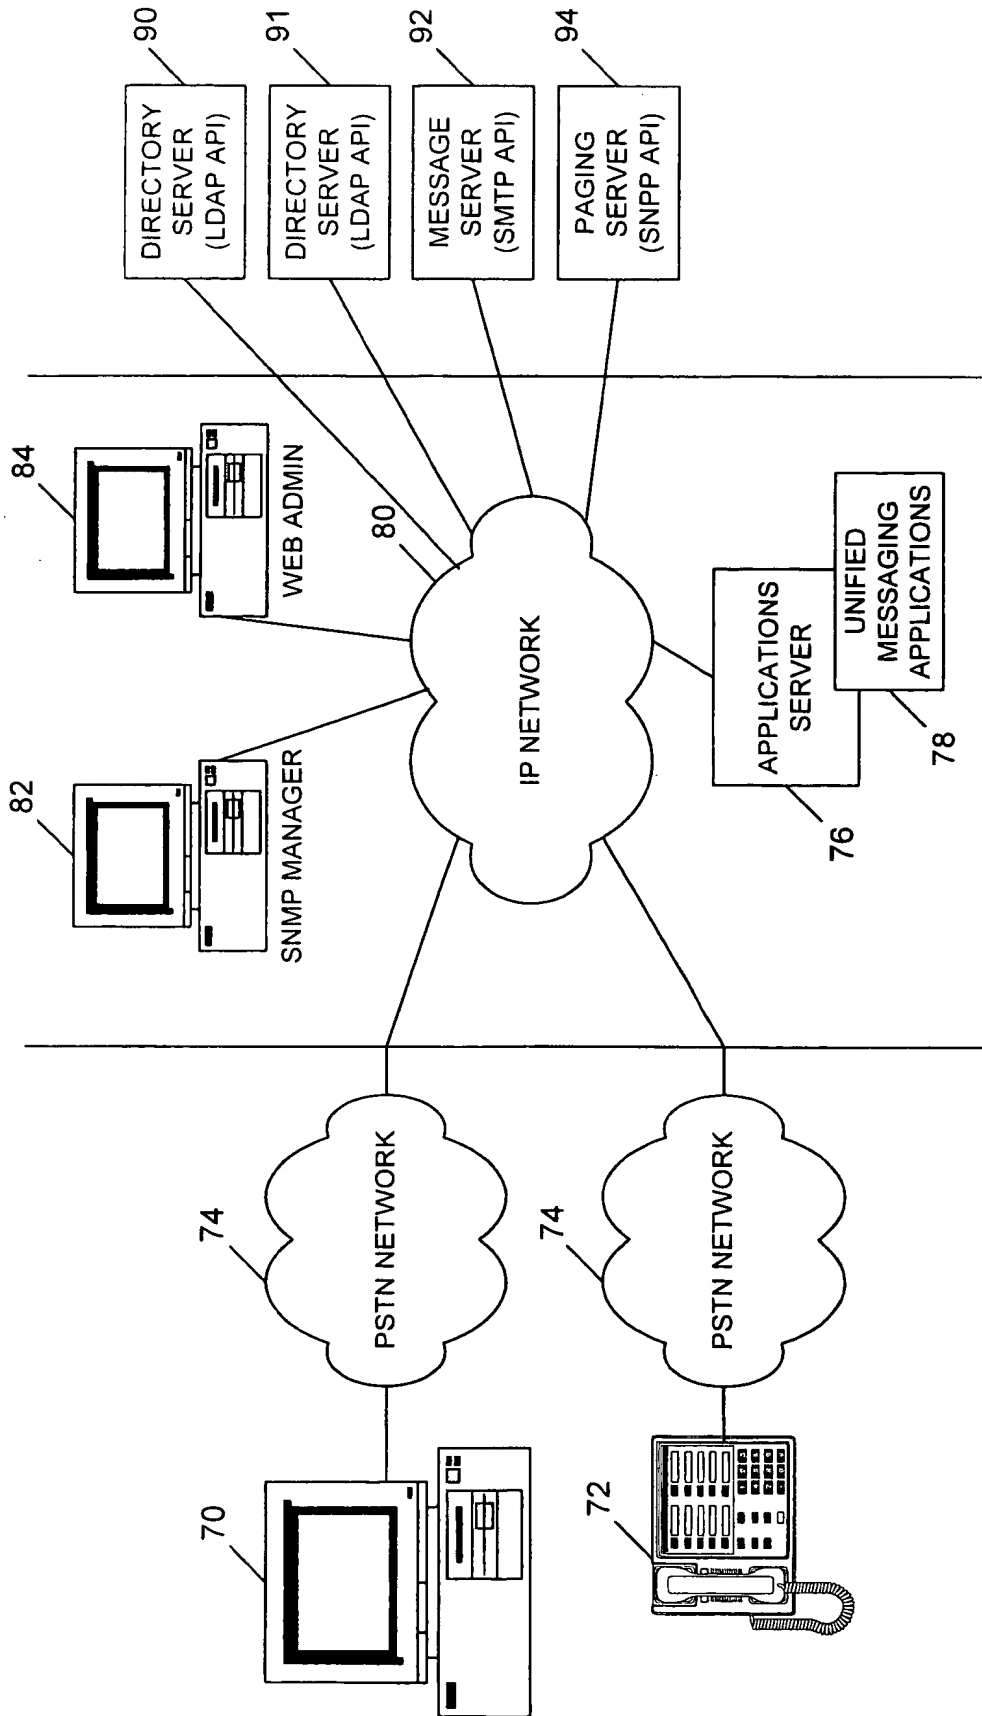 90
DIRECTORY
SERVER
(LDAP API)
91
DIRECTORY
SERVER
(LDAP API)
92
MESSAGE
SERVER
(SMTP API)
94
PAGING
SERVER
(SNPP API)
84
WEB ADMIN
82
SNMP MANAGER
80
IP NETWORK
APPLICATIONS
SERVER
76
UNIFIED
MESSAGING
APPLICATIONS
78
74
PSTN NETWORK
74
PSTN NETWORK
70
72